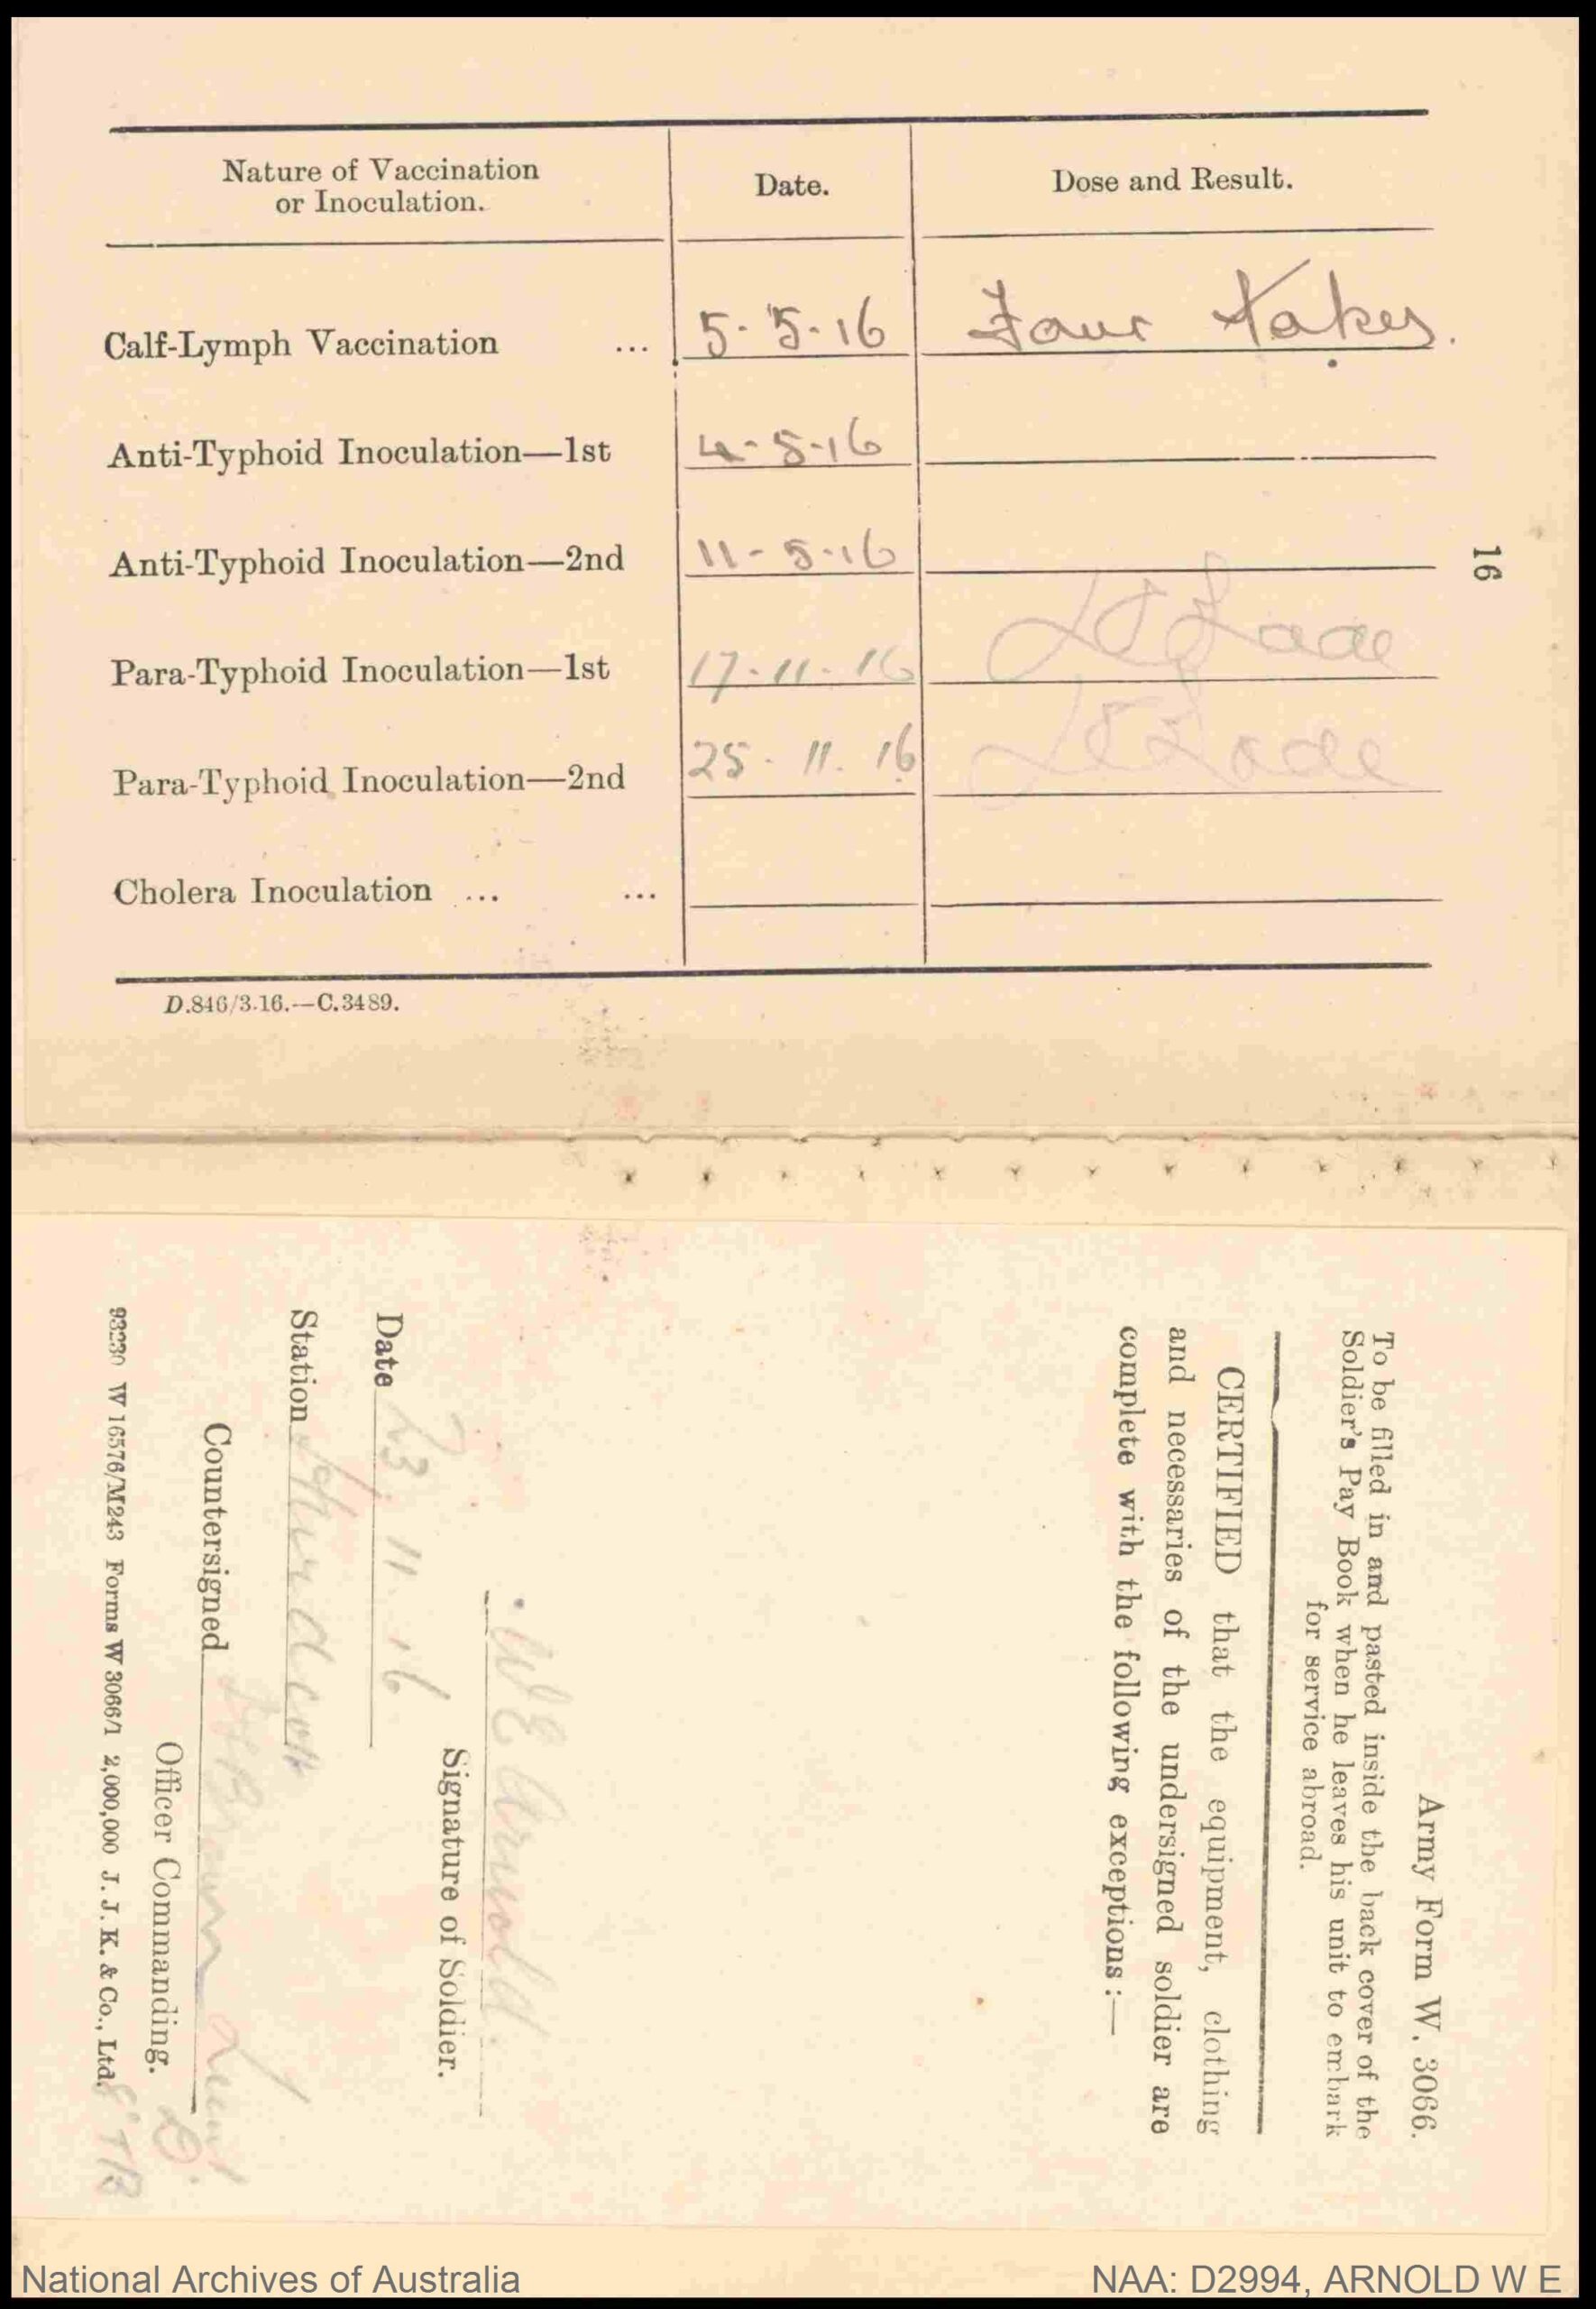 Nature of Vaccination
or Inoculation.
Date.
Dose and Result.
Calf-Lymph Vaccination ... 5.5.16 Four takes.
Anti-Typhoid Inoculation—1st 4-5-16
Anti-Typhoid Inoculation—2nd 11-5-16
Para-Typhoid Inoculation—1st 17.11.16
Para-Typhoid Inoculation—2nd 25.11.16
Cholera Inoculation ... ...
D.846/3.16.—C.3489.
16
Army Form W. 3066.
To be filled in and pasted inside the back cover of the
Soldier's Pay Book when he leaves his unit to embark
for service abroad.
CERTIFIED that the equipment, clothing
and necessaries of the undersigned soldier are
complete with the following exceptions :—
WE Arnold.
Signature of Soldier.
Date 23.11.16
Station Hurdcott
Countersigned Brown Lieut
Officer Commanding.
93230 W 16576/M243 Forms W 3066/1 2,000,000 J. J. K. & Co., Ltd.
National Archives of Australia
NAA: D2994, ARNOLD W E